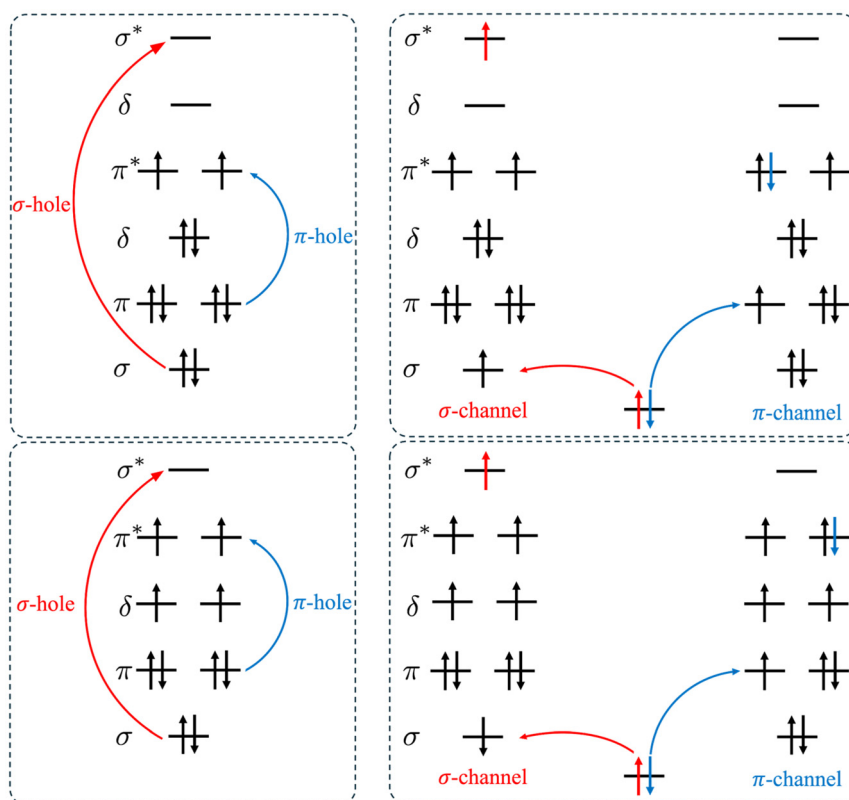 σ*
δ
π*
σ-hole
δ
π-hole
π
σ
σ*
δ
π*
δ
π
σ
σ-channel
π-channel
σ*
π*
σ-hole
δ
π-hole
π
σ
σ*
π*
δ
π
σ
σ-channel
π-channel